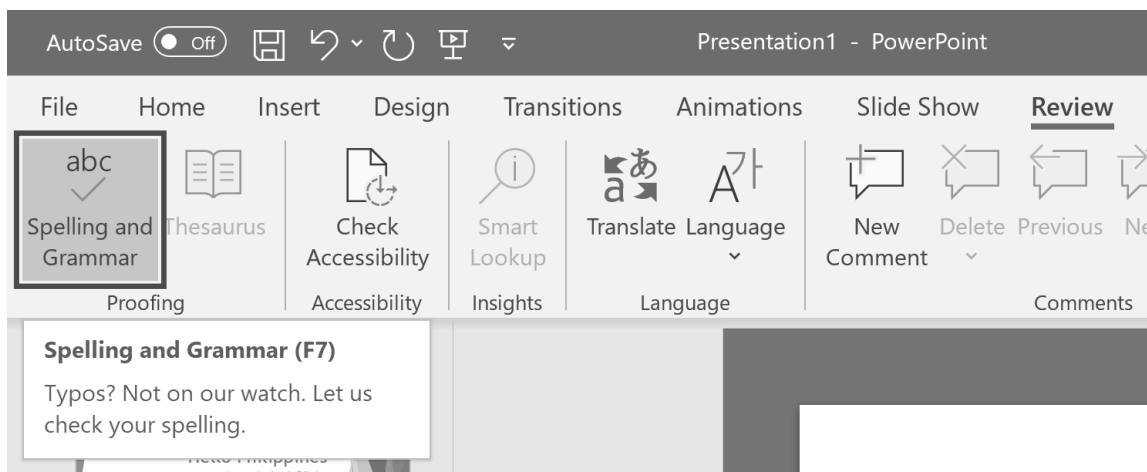 AutoSave Off Presentation1 - PowerPoint
File Home Insert Design Transitions Animations Slide Show Review
abc
Spelling and Grammar
Thesaurus
Check Accessibility
Smart Lookup
a あ
Translate
A 가
Language
New Comment
Delete
Previous
Proofing Accessibility Insights Language Comments
Spelling and Grammar (F7)
Typos? Not on our watch. Let us
check your spelling.